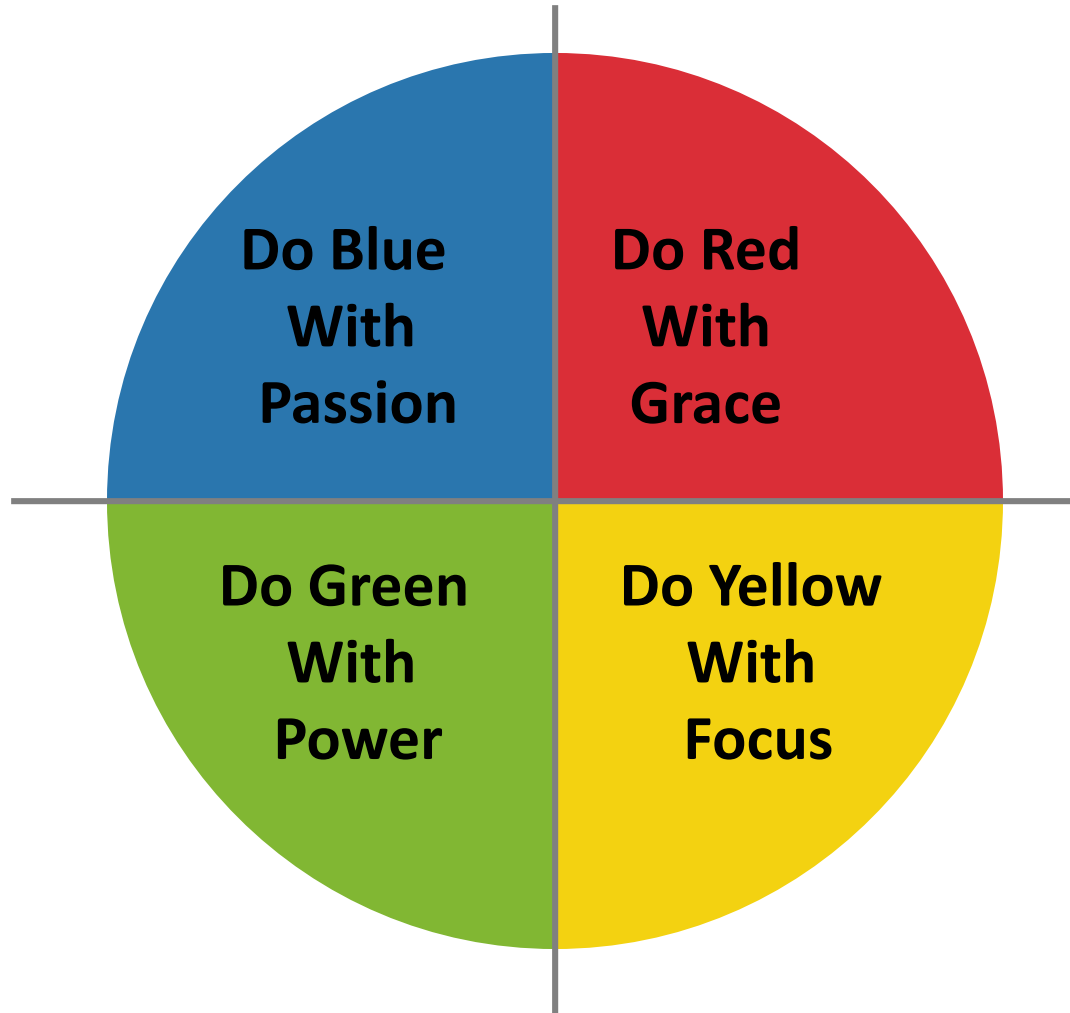 Do Blue
With
Passion
Do Red
With
Grace
Do Green
With
Power
Do Yellow
With
Focus